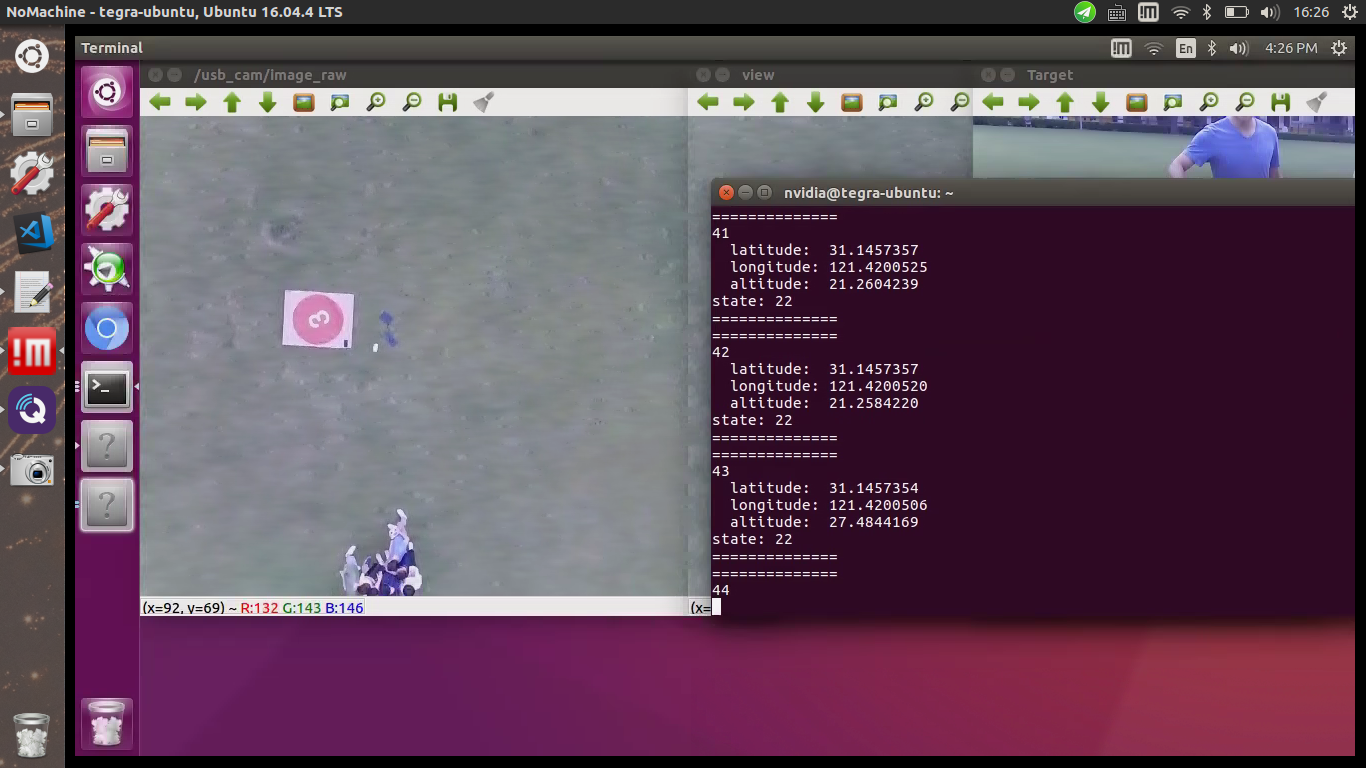 NoMachine - tegra-ubuntu, Ubuntu 16.04.4 LTS
!M
16:26
Terminal
!M
En
4:26 PM
/usb_cam/image_raw
view
Target
nvidia@tegra-ubuntu: ~
==============
41
latitude: 31.1457357
longitude: 121.4200525
altitude: 21.2604239
state: 22
==============
==============
42
latitude: 31.1457357
longitude: 121.4200520
altitude: 21.2584220
state: 22
==============
==============
43
latitude: 31.1457354
longitude: 121.4200506
altitude: 27.4844169
state: 22
==============
==============
44
3
!M
>_
?
?
(x=92, y=69) ~ R:132 G:143 B:146
(x=